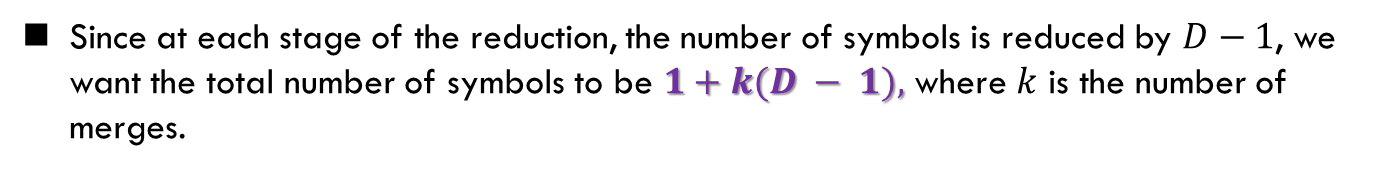 ■ Since at each stage of the reduction, the number of symbols is reduced by D − 1, we
want the total number of symbols to be 1 + k(D − 1), where k is the number of
merges.